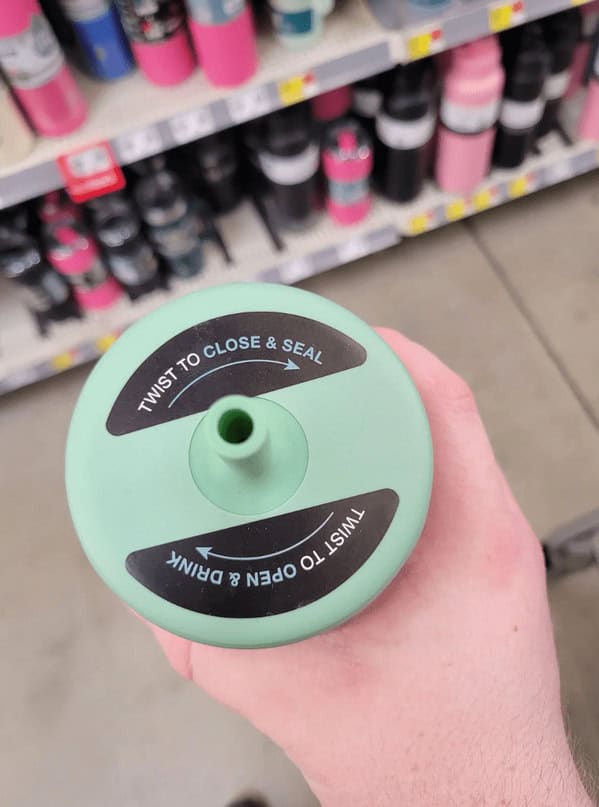 TWIST TO CLOSE & SEAL
TWIST TO OPEN & DRINK